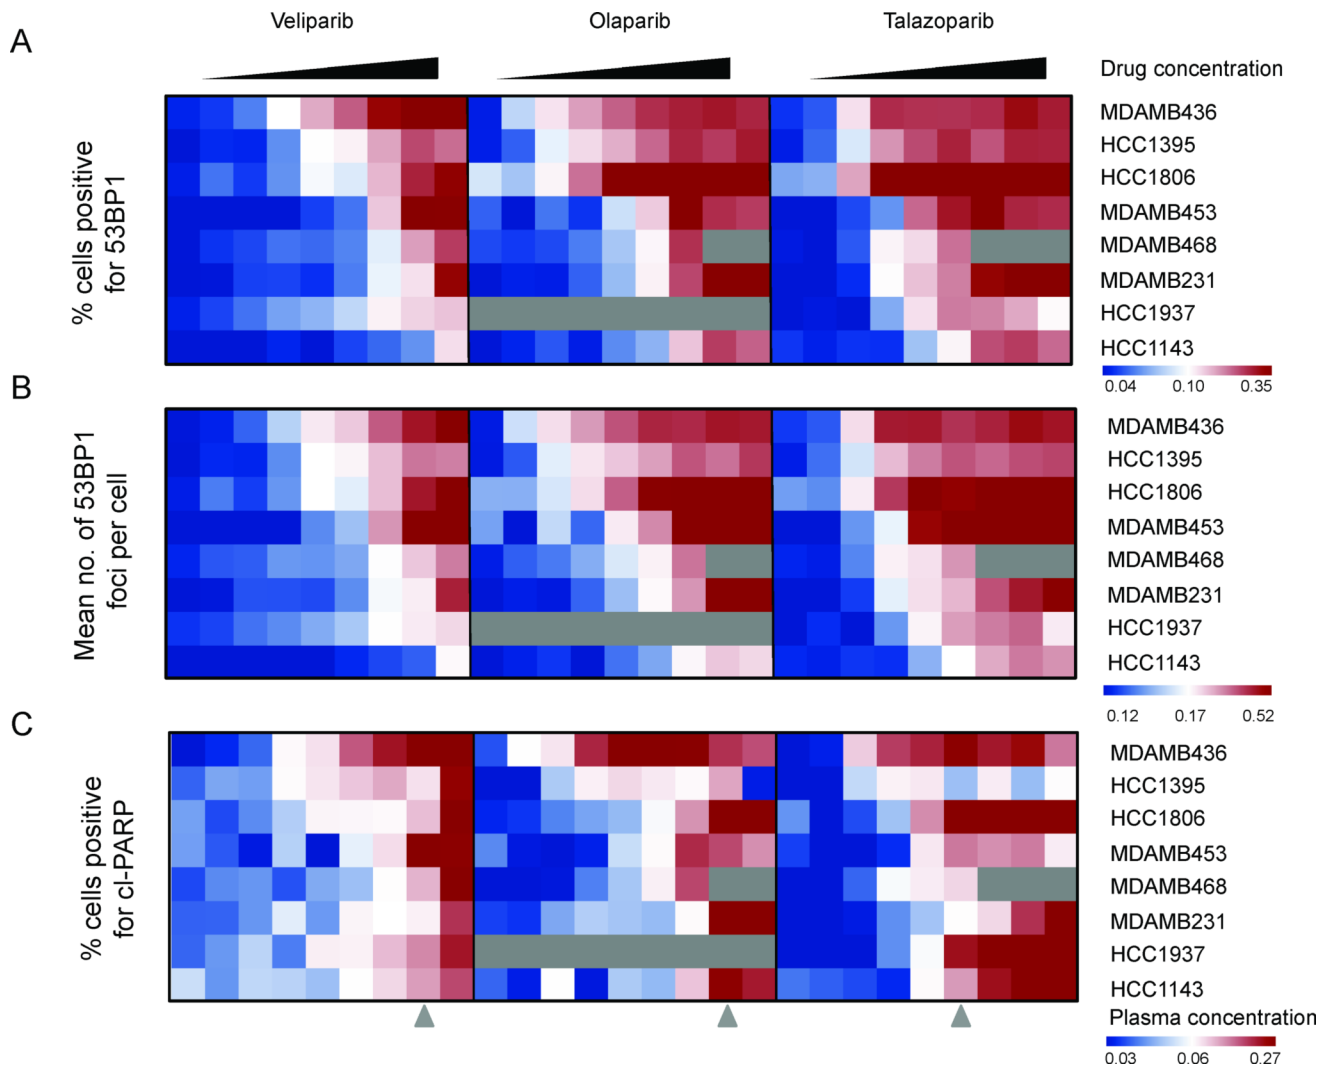 Veliparib Olaparib Talazoparib
A
Drug concentration
% cells positive
for 53BP1
MDAMB436
HCC1395
HCC1806
MDAMB453
MDAMB468
MDAMB231
HCC1937
HCC1143
0.04 0.10 0.35
B
Mean no. of 53BP1
foci per cell
MDAMB436
HCC1395
HCC1806
MDAMB453
MDAMB468
MDAMB231
HCC1937
HCC1143
0.12 0.17 0.52
C
% cells positive
for cl-PARP
MDAMB436
HCC1395
HCC1806
MDAMB453
MDAMB468
MDAMB231
HCC1937
HCC1143
Plasma concentration
0.03 0.06 0.27